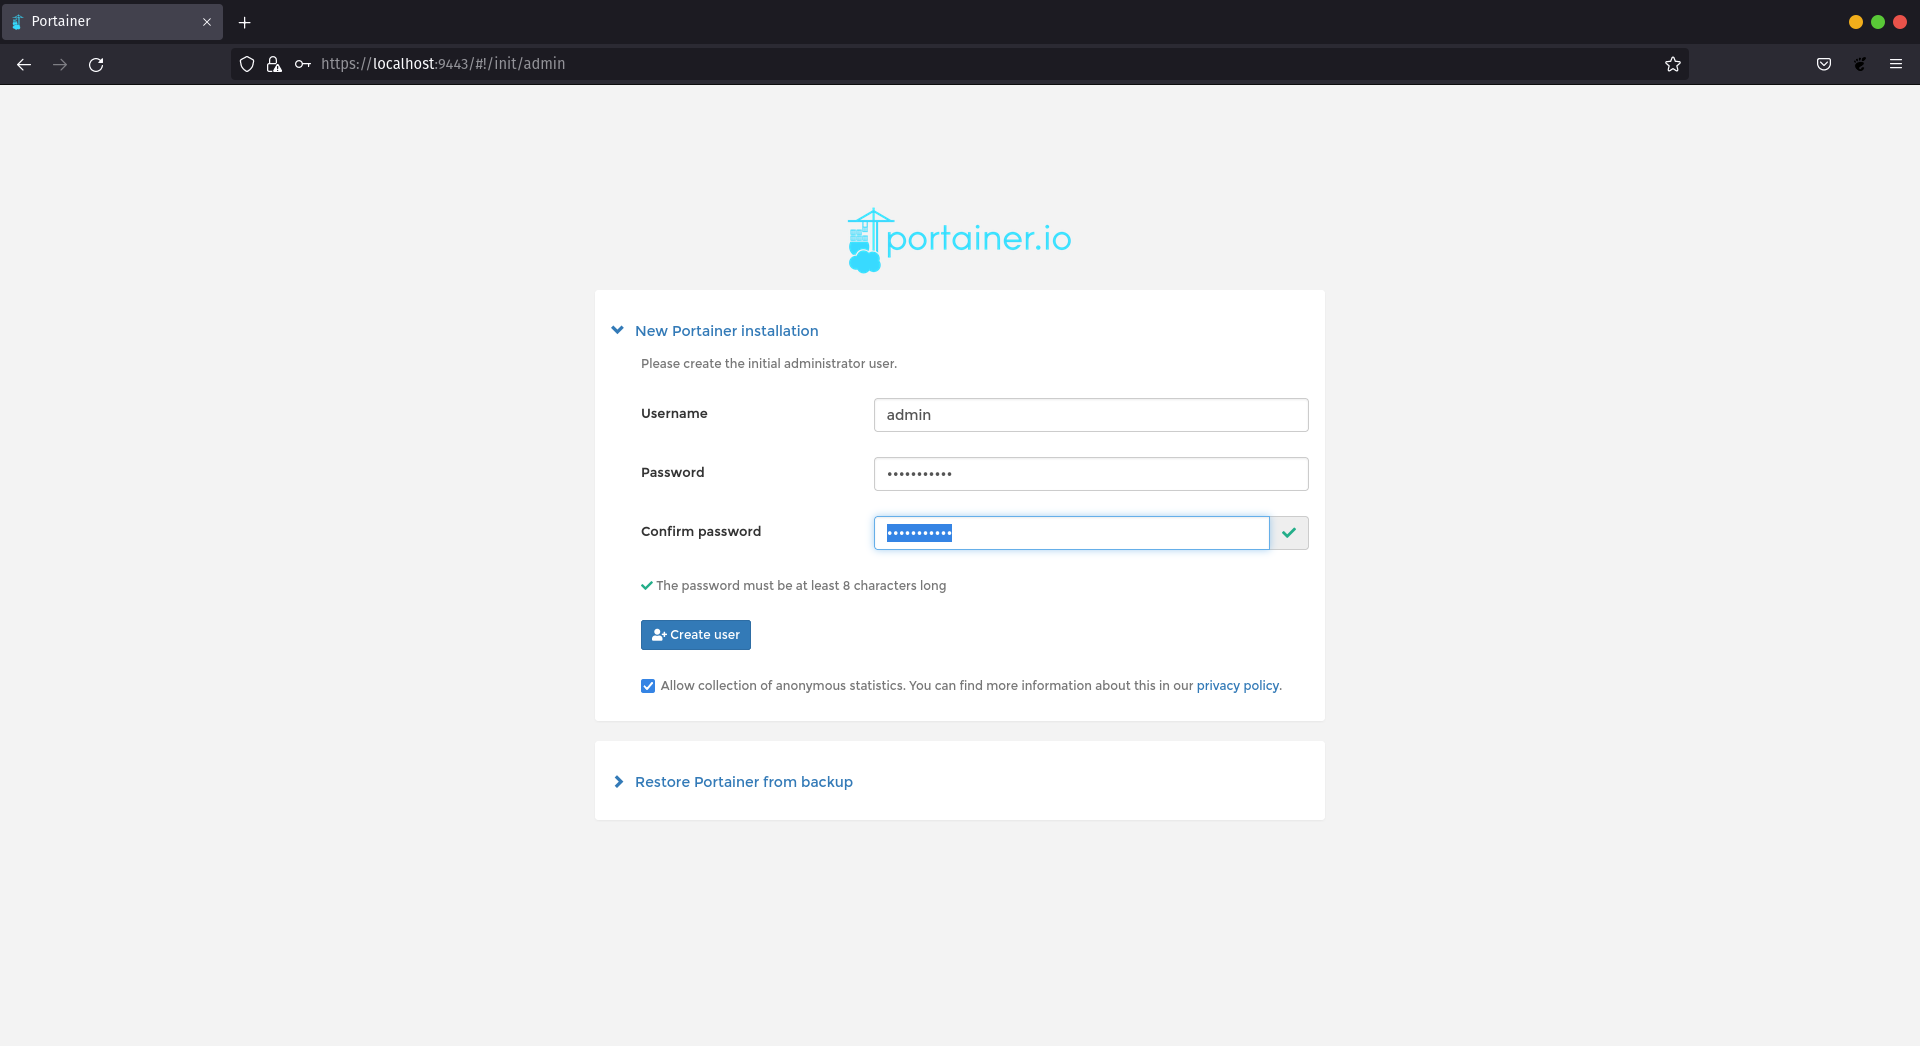 Portainer
https://localhost:9443/#!/init/admin
portainer.io
New Portainer installation
Please create the initial administrator user.
Username
admin
Password
•••••••••••
Confirm password
•••••••••••
The password must be at least 8 characters long
Create user
Allow collection of anonymous statistics. You can find more information about this in our privacy policy.
Restore Portainer from backup